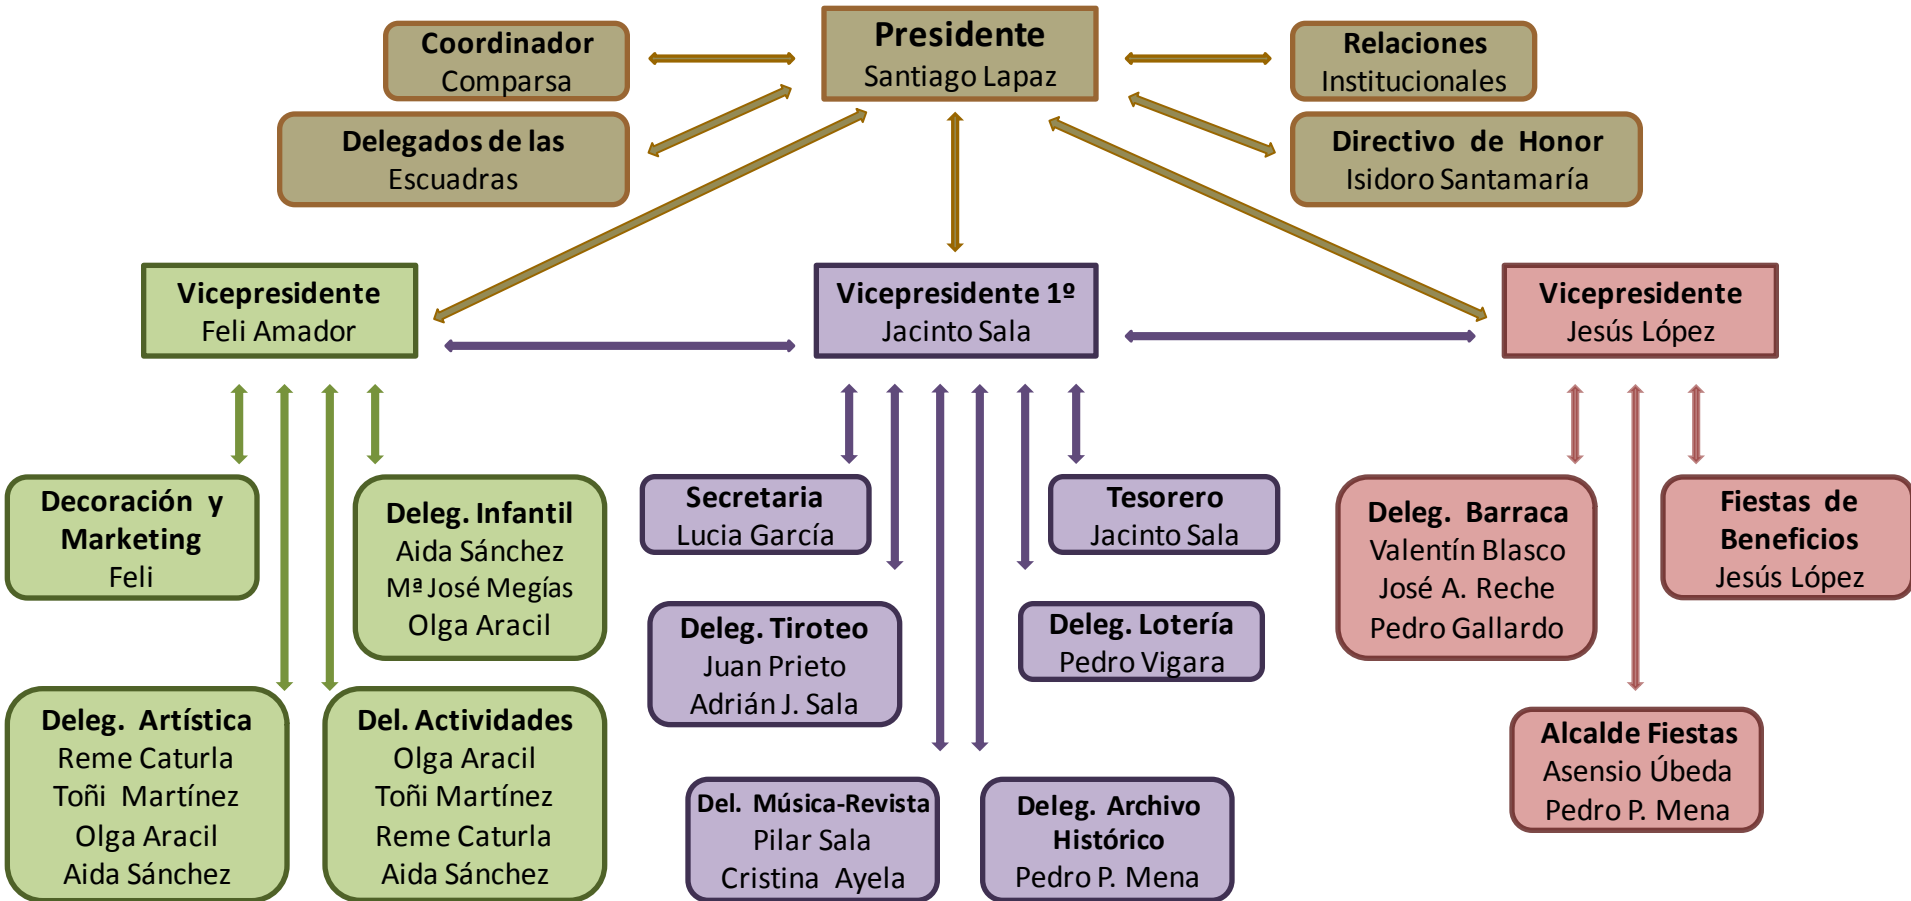 Coordinador
Comparsa
Presidente
Santiago Lapaz
Relaciones
Institucionales
Delegados de las
Escuadras
Directivo de Honor
Isidoro Santamaría
Vicepresidente
Feli Amador
Vicepresidente 1º
Jacinto Sala
Vicepresidente
Jesús López
Decoración y
Marketing
Feli
Deleg. Infantil
Aida Sánchez
Mª José Megías
Olga Aracil
Secretaria
Lucia García
Tesorero
Jacinto Sala
Deleg. Barraca
Valentín Blasco
José A. Reche
Pedro Gallardo
Fiestas de
Beneficios
Jesús López
Deleg. Tiroteo
Juan Prieto
Adrián J. Sala
Deleg. Lotería
Pedro Vigara
Deleg. Artística
Reme Caturla
Toñi Martínez
Olga Aracil
Aida Sánchez
Del. Actividades
Olga Aracil
Toñi Martínez
Reme Caturla
Aida Sánchez
Del. Música-Revista
Pilar Sala
Cristina Ayela
Deleg. Archivo
Histórico
Pedro P. Mena
Alcalde Fiestas
Asensio Úbeda
Pedro P. Mena